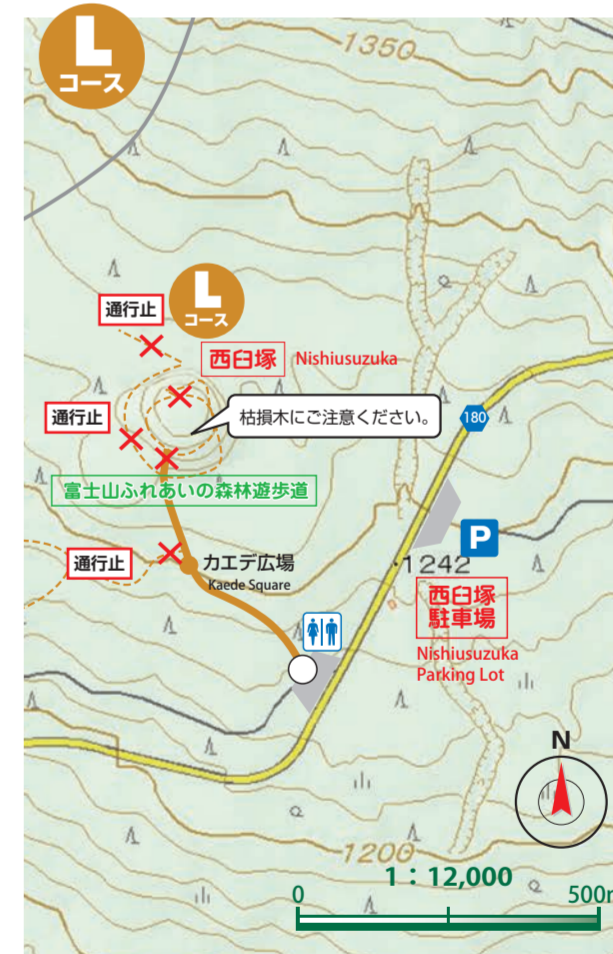 L
コース
1350
L
コース
通行止
西臼塚 Nishiusuzuka
枯損木にご注意ください。
180
通行止
富士山ふれあいの森林遊歩道
P
通行止
カエデ広場
Kaede Square
1242
西臼塚
駐車場
Nishiusuzuka
Parking Lot
N
1200
1：12,000
0 500m